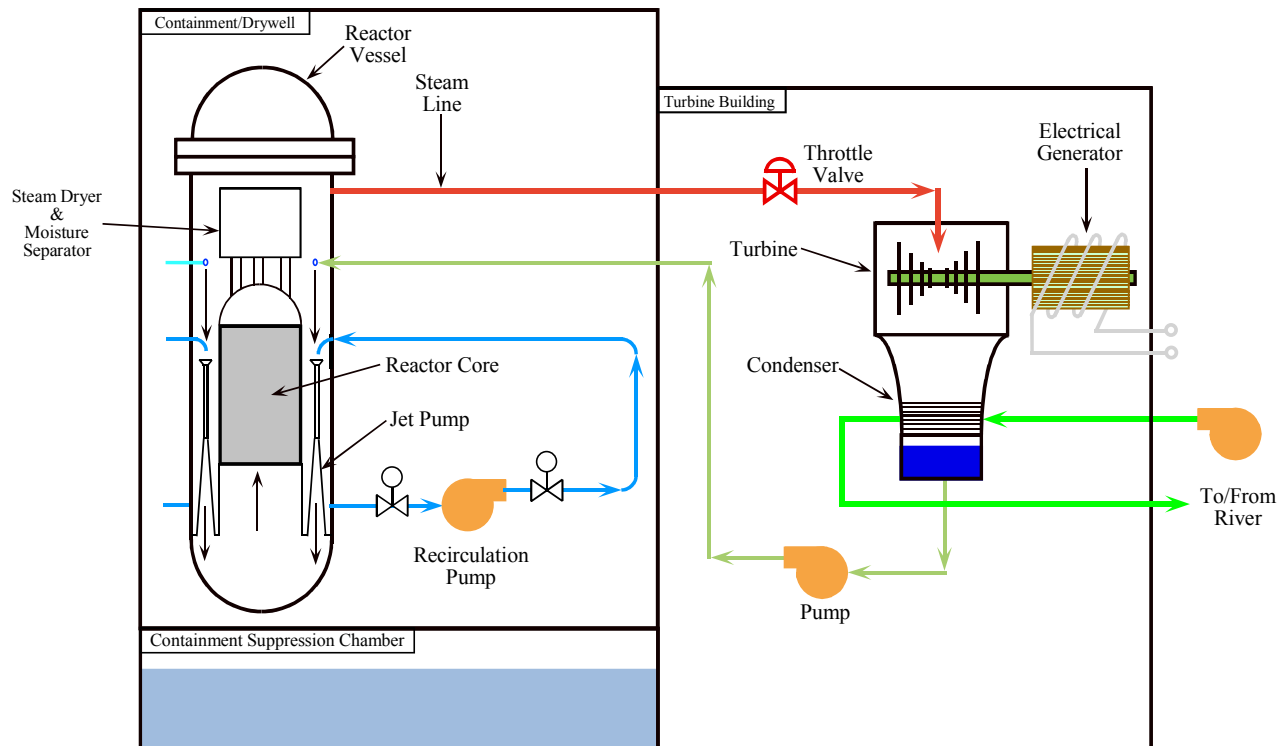 Containment/Drywell
Reactor
Vessel
Steam
Line
Turbine Building
Electrical
Generator
Throttle
Valve
Steam Dryer
&
Moisture
Separator
Turbine
Condenser
Reactor Core
Jet Pump
To/From
River
Recirculation
Pump
Pump
Containment Suppression Chamber